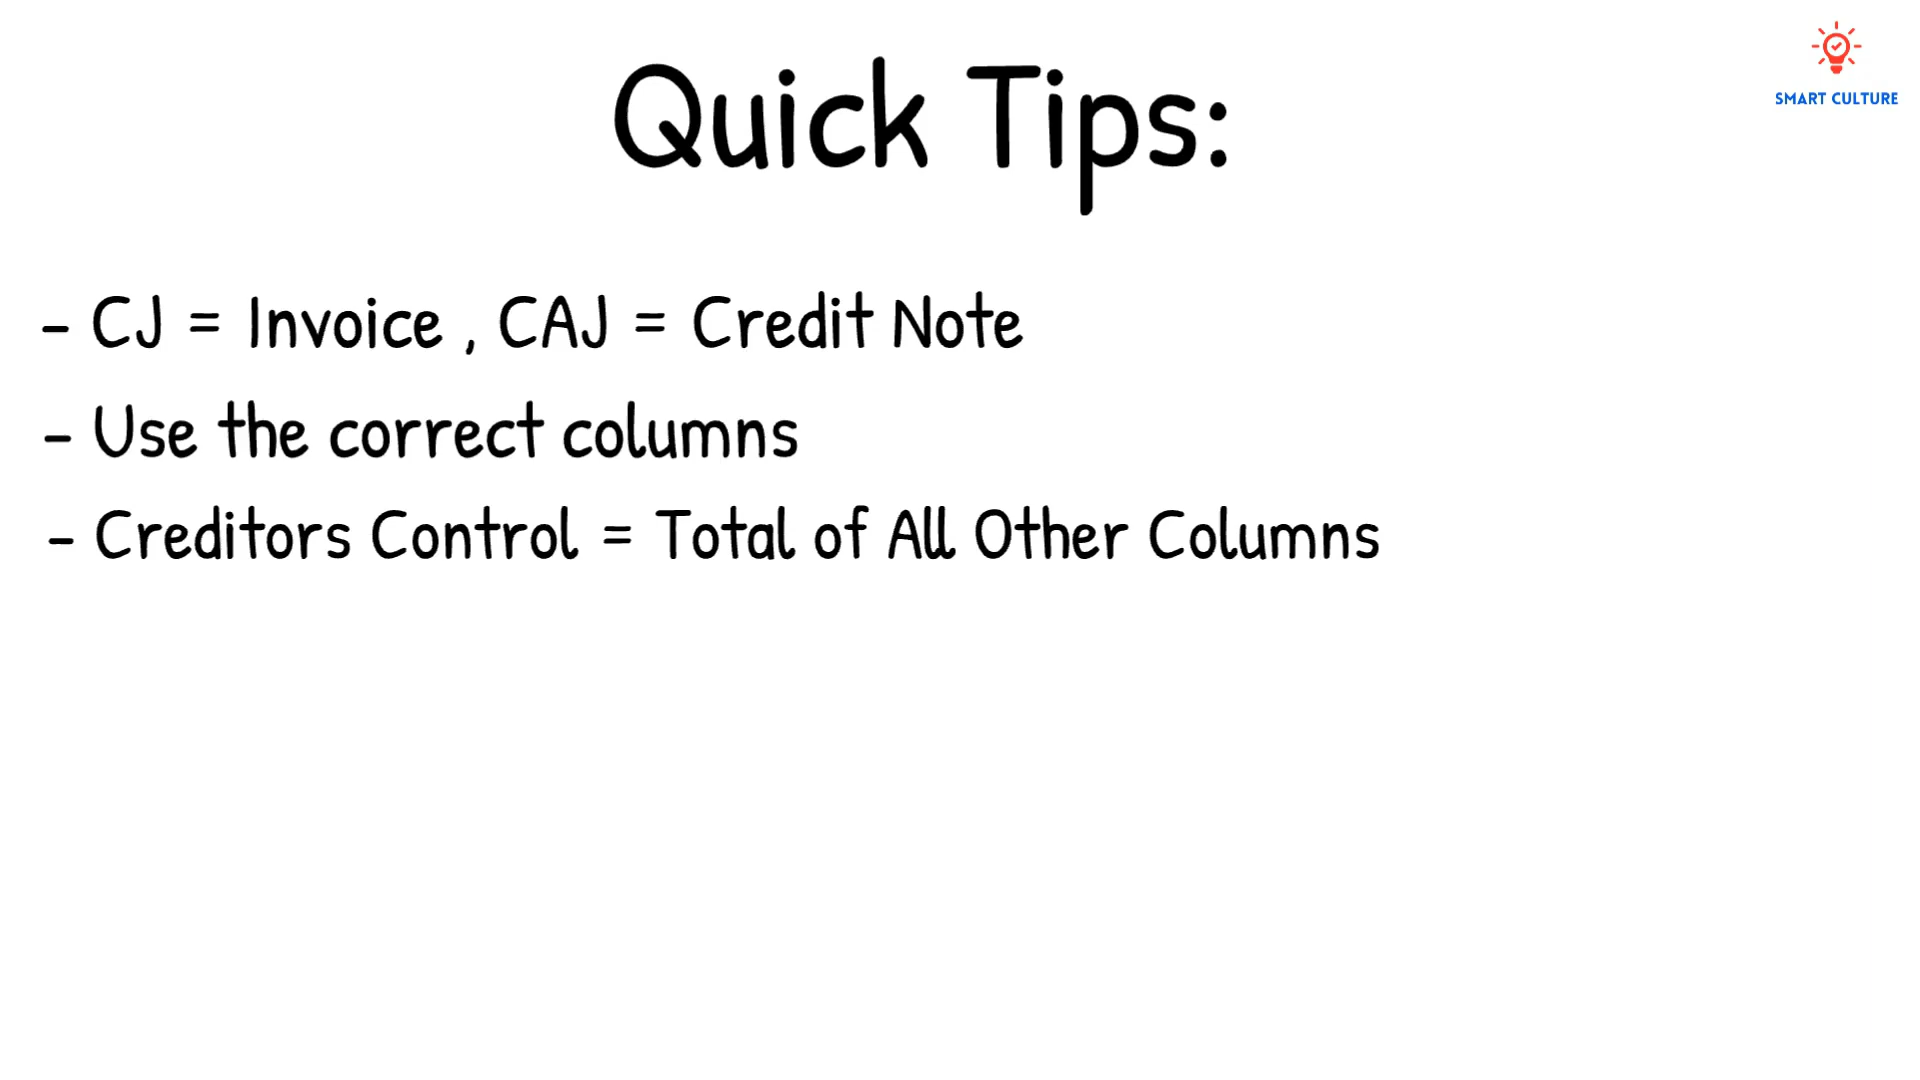 Quick Tips:
SMART CULTURE
- CJ = Invoice , CAJ = Credit Note
- Use the correct columns
- Creditors Control = Total of All Other Columns